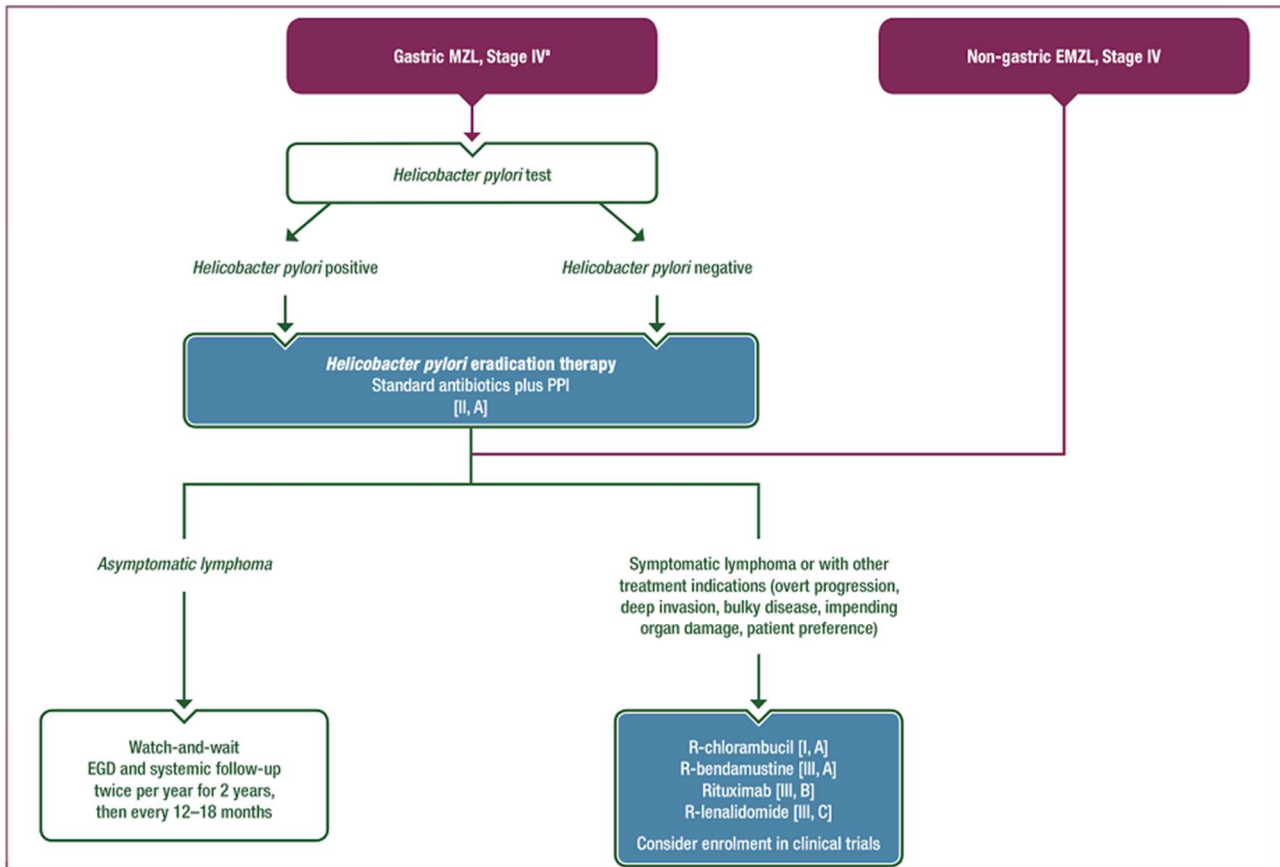 Gastric MZL, Stage IVª
Non-gastric EMZL, Stage IV
Helicobacter pylori test
Helicobacter pylori positive
Helicobacter pylori negative
Helicobacter pylori eradication therapy
Standard antibiotics plus PPI
[II, A]
Asymptomatic lymphoma
Symptomatic lymphoma or with other
treatment indications (overt progression,
deep invasion, bulky disease, impending
organ damage, patient preference)
Watch-and-wait
EGD and systemic follow-up
twice per year for 2 years,
then every 12–18 months
R-chlorambucil [I, A]
R-bendamustine [III, A]
Rituximab [III, B]
R-lenalidomide [III, C]
Consider enrolment in clinical trials